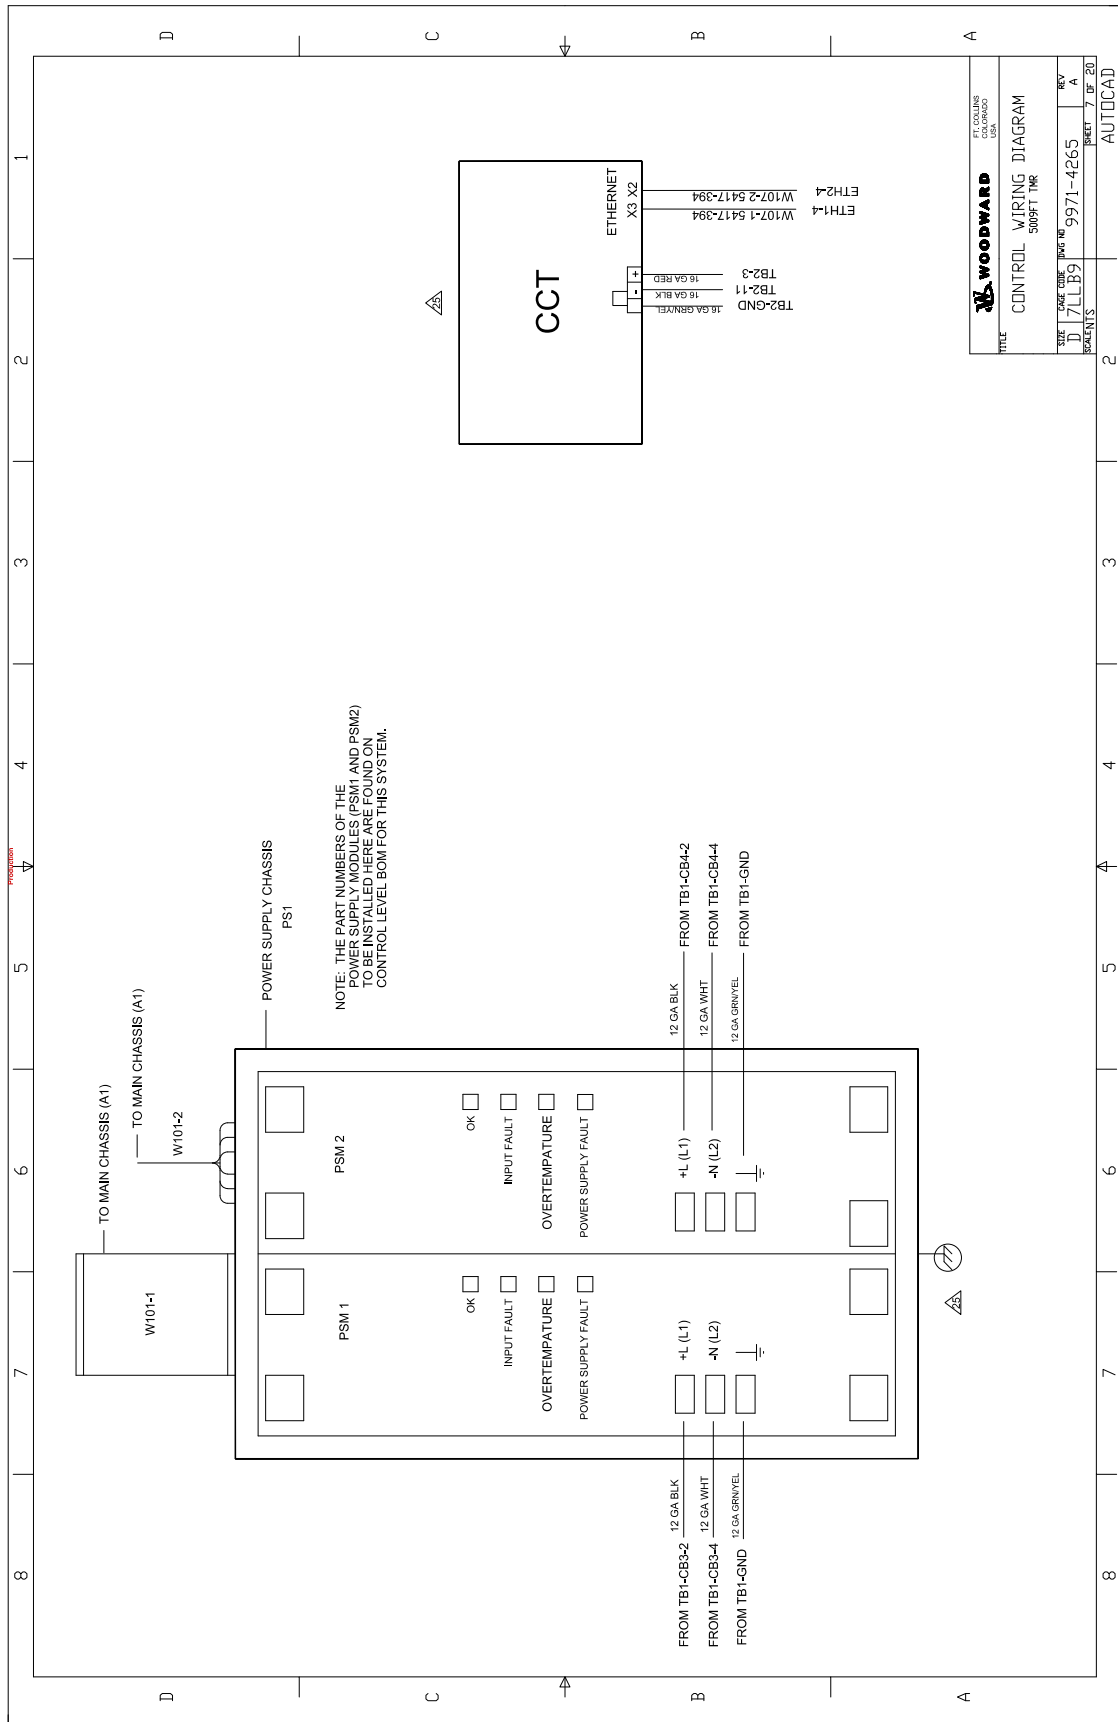 Production
8
7
6
5
4
3
2
1
D
C
B
A
TO MAIN CHASSIS (A1)
TO MAIN CHASSIS (A1)
W101-1
W101-2
POWER SUPPLY CHASSIS
PS1
NOTE: THE PART NUMBERS OF THE
POWER SUPPLY MODULES (PSM1 AND PSM2)
TO BE INSTALLED HERE ARE FOUND ON
CONTROL LEVEL BOM FOR THIS SYSTEM.
PSM 1
OK
INPUT FAULT
OVERTEMPATURE
POWER SUPPLY FAULT
+L (L1)
-N (L2)
PSM 2
OK
INPUT FAULT
OVERTEMPATURE
POWER SUPPLY FAULT
+L (L1)
-N (L2)
FROM TB1-CB3-2
12 GA BLK
FROM TB1-CB3-4
12 GA WHT
FROM TB1-GND
12 GA GRN/YEL
12 GA BLK
FROM TB1-CB4-2
12 GA WHT
FROM TB1-CB4-4
12 GA GRN/YEL
FROM TB1-GND
25
25
CCT
ETHERNET
X3 X2
- +
16 GA GRN/YEL
TB2-GND
16 GA BLK
TB2-11
16 GA RED
TB2-3
W107-1 5417-394
ETH1-4
W107-2 5417-394
ETH2-4
WOODWARD
FT. COLLINS
COLORADO
USA
TITLE
CONTROL WIRING DIAGRAM
5009FT TMR
SIZE
D
CAGE CODE
7LLB9
DWG NO
9971-4265
REV
A
SCALE NTS
SHEET 7 OF 20
D
C
B
A
8
7
6
5
4
3
2
AUTOCAD